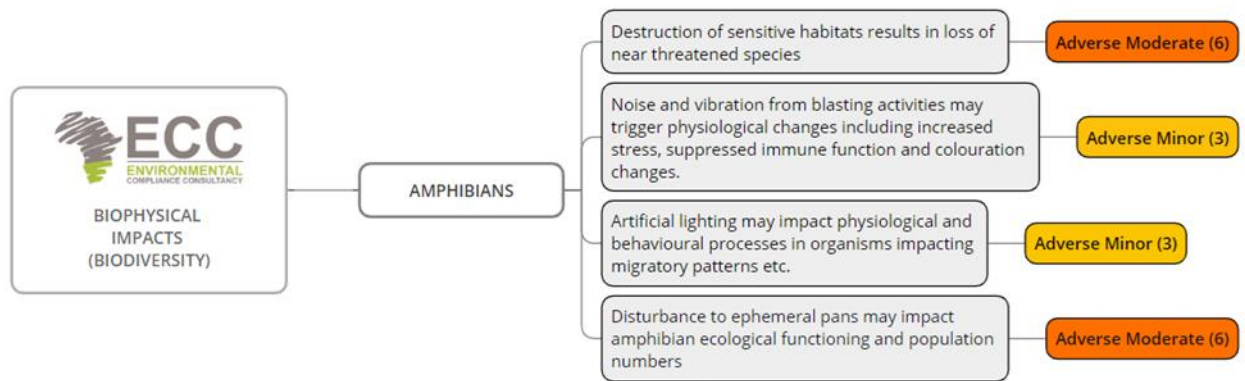 ECC
ENVIRONMENTAL
COMPLIANCE CONSULTANCY
BIOPHYSICAL
IMPACTS
(BIODIVERSITY)
AMPHIBIANS
Destruction of sensitive habitats results in loss of
near threatened species
Adverse Moderate (6)
Noise and vibration from blasting activities may
trigger physiological changes including increased
stress, suppressed immune function and colouration
changes.
Adverse Minor (3)
Artificial lighting may impact physiological and
behavioural processes in organisms impacting
migratory patterns etc.
Adverse Minor (3)
Disturbance to ephemeral pans may impact
amphibian ecological functioning and population
numbers
Adverse Moderate (6)